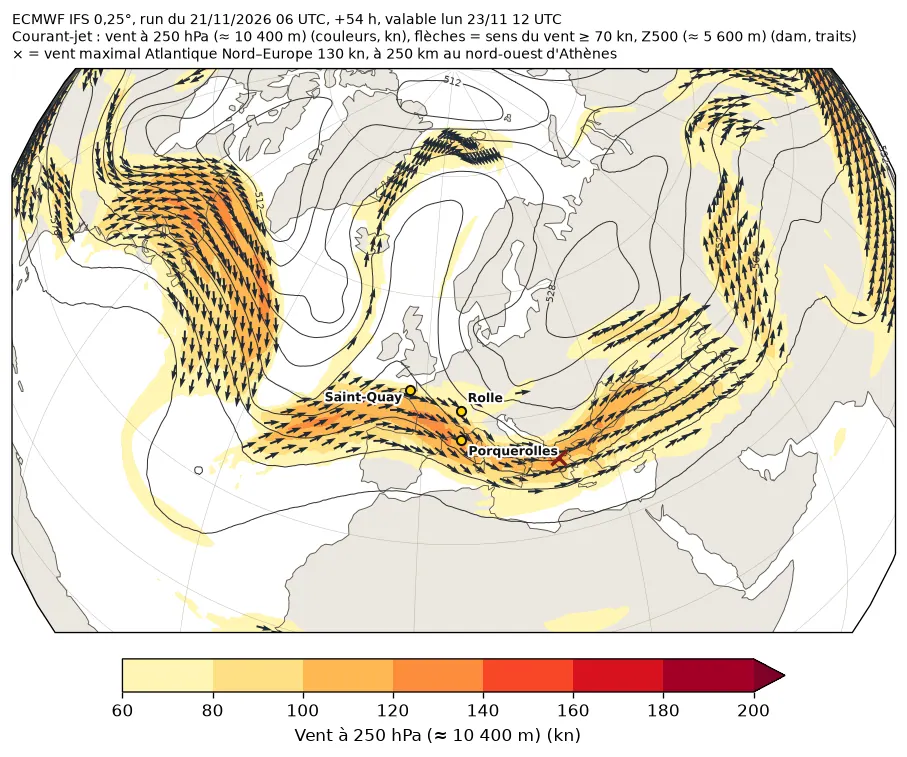 ECMWF IFS 0,25°, run du 21/11/2026 06 UTC, +54 h, valable lun 23/11 12 UTC
Courant-jet : vent à 250 hPa (≈ 10 400 m) (couleurs, kn), flèches = sens du vent ≥ 70 kn, Z500 (≈ 5 600 m) (dam, traits)
× = vent maximal Atlantique Nord–Europe 130 kn, à 250 km au nord-ouest d'Athènes
512
512
528
Saint-Quay
Rolle
Porquerolles
60 80 100 120 140 160 180 200
Vent à 250 hPa (≈ 10 400 m) (kn)